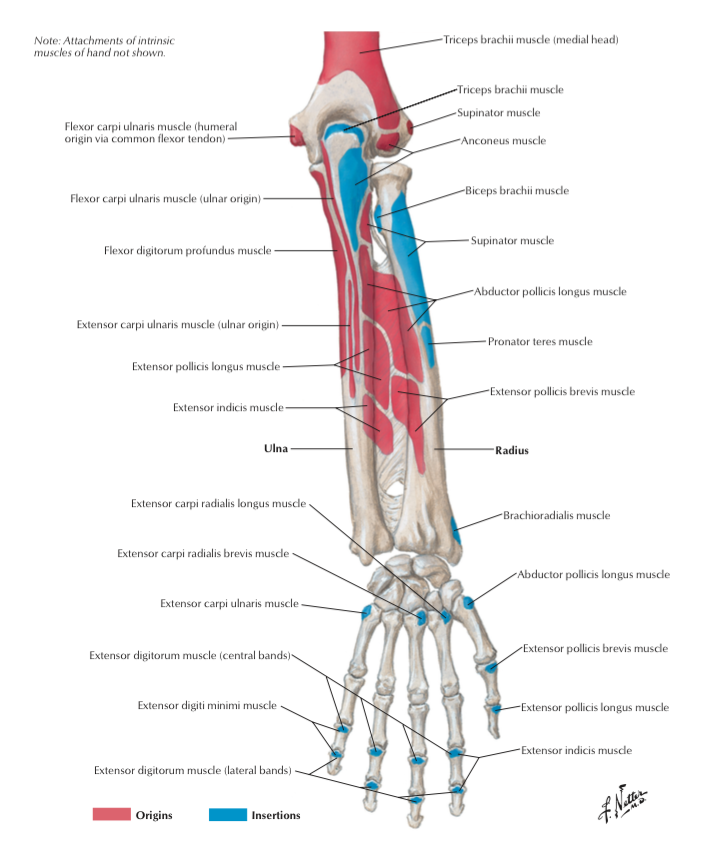 Note: Attachments of intrinsic
muscles of hand not shown.
Triceps brachii muscle (medial head)
Triceps brachii muscle
Supinator muscle
Flexor carpi ulnaris muscle (humeral
origin via common flexor tendon)
Anconeus muscle
Biceps brachii muscle
Flexor carpi ulnaris muscle (ulnar origin)
Supinator muscle
Flexor digitorum profundus muscle
Abductor pollicis longus muscle
Extensor carpi ulnaris muscle (ulnar origin)
Pronator teres muscle
Extensor pollicis longus muscle
Extensor pollicis brevis muscle
Extensor indicis muscle
Ulna
Radius
Extensor carpi radialis longus muscle
Brachioradialis muscle
Extensor carpi radialis brevis muscle
Abductor pollicis longus muscle
Extensor carpi ulnaris muscle
Extensor pollicis brevis muscle
Extensor digitorum muscle (central bands)
Extensor digiti minimi muscle
Extensor pollicis longus muscle
Extensor indicis muscle
Extensor digitorum muscle (lateral bands)
Origins
Insertions
F. Netter
M.D.